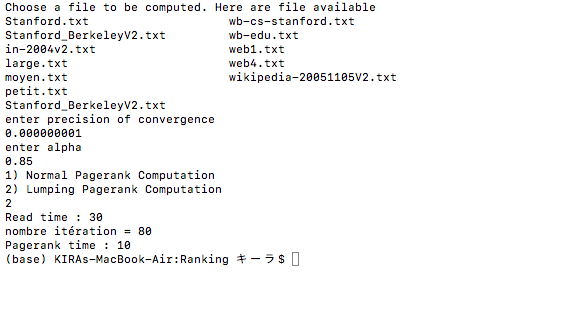 Choose a file to be computed. Here are file available
Stanford.txt wb-cs-stanford.txt
Stanford_BerkeleyV2.txt wb-edu.txt
in-2004v2.txt web1.txt
large.txt web4.txt
moyen.txt wikipedia-20051105V2.txt
petit.txt
Stanford_BerkeleyV2.txt
enter precision of convergence
0.000000001
enter alpha
0.85
1) Normal Pagerank Computation
2) Lumping Pagerank Computation
2
Read time : 30
nombre itération = 80
Pagerank time : 10
(base) KIRAs-MacBook-Air:Ranking キーラ$